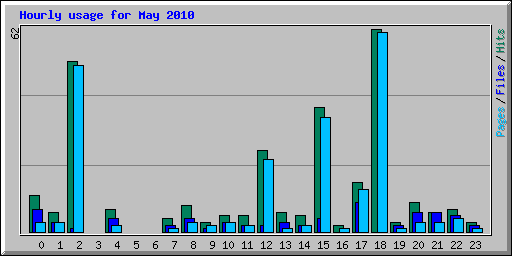 Hourly usage for May 2010
62
Pages / Files / Hits
0 1 2 3 4 5 6 7 8 9 10 11 12 13 14 15 16 17 18 19 20 21 22 23